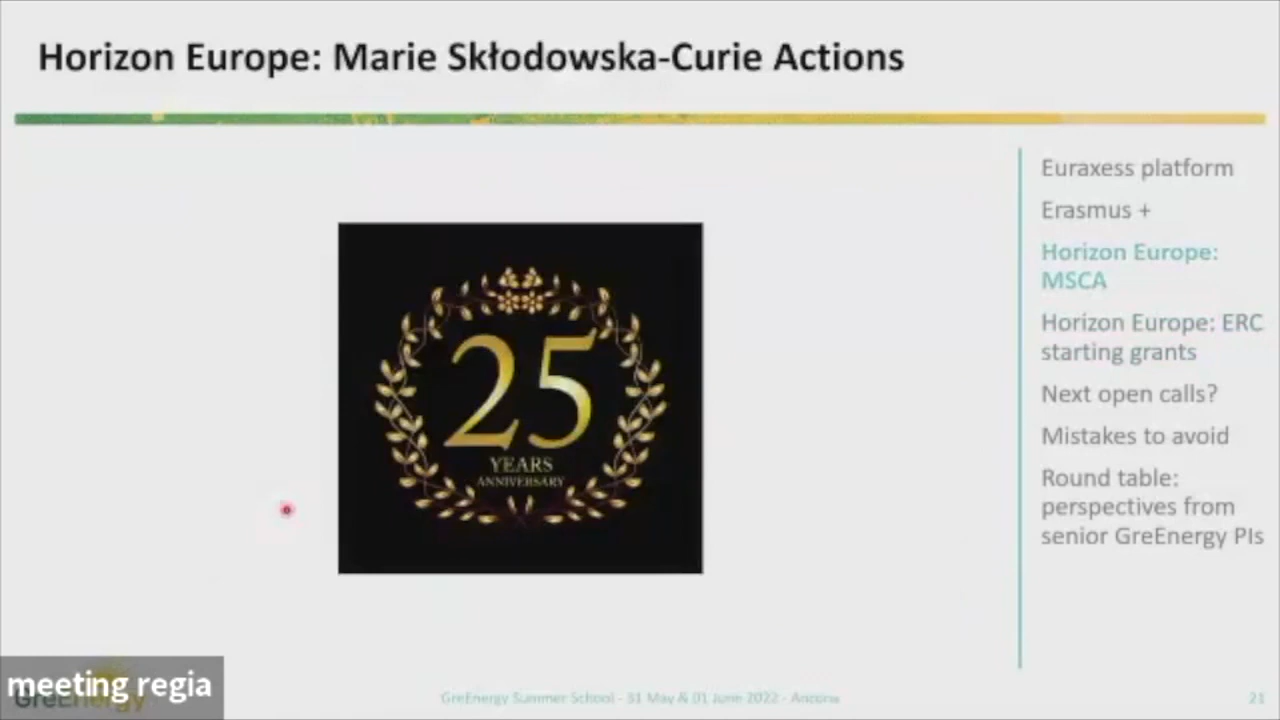 Horizon Europe: Marie Skłodowska-Curie Actions
25
YEARS
ANNIVERSARY
Euraxess platform
Erasmus +
Horizon Europe:
MSCA
Horizon Europe: ERC
starting grants
Next open calls?
Mistakes to avoid
Round table:
perspectives from
senior GreEnergy PIs
meeting regia
GreEnergy
GreEnergy Summer School - 31 May & 01 June 2022 - Ancona
21